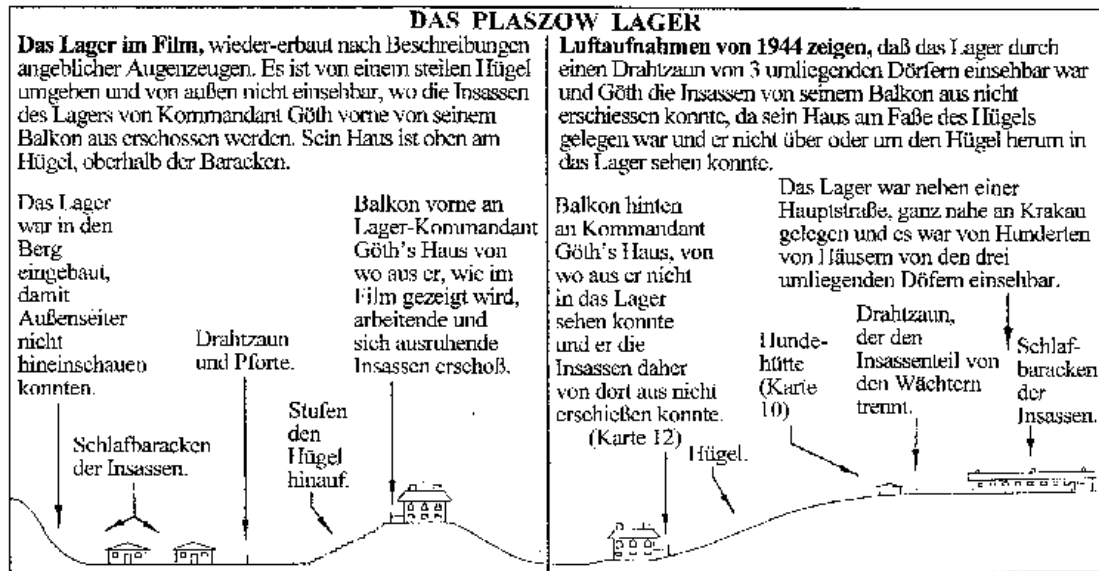 DAS PLASZOW LAGER
Das Lager im Film, wieder-erbaut nach Beschreibungen
angeblicher Augenzeugen. Es ist von einem steilen Hügel
umgeben und von außen nicht einsehbar, wo die Insassen
des Lagers von Kommandant Göth vorne von seinem
Balkon aus erschossen werden. Sein Haus ist oben am
Hügel, oberhalb der Baracken.
Das Lager
war in den
Berg
eingebaut,
damit
Außenseiter
nicht
hineinschauen
konnten.
Schlafbaracken
der Insassen.
Drahtzaun
und Pforte.
Stufen
den
Hügel
hinauf.
Balkon vorne an
Lager-Kommandant
Göth's Haus von
wo aus er, wie im
Film gezeigt wird,
arbeitende und
sich ausruhende
Insassen erschoß.
Luftaufnahmen von 1944 zeigen, daß das Lager durch
einen Drahtzaun von 3 umliegenden Dörfern einsehbar war
und Göth die Insassen von seinem Balkon aus nicht
erschiessen konnte, da sein Haus am Faße des Hügels
gelegen war und er nicht über oder um den Hügel herum in
das Lager sehen konnte.
Balkon hinten
an Kommandant
Göth's Haus, von
wo aus er nicht
in das Lager
sehen konnte
und er die
Insassen daher
von dort aus nicht
erschießen konnte.
(Karte 12)
Hügel.
Das Lager war neben einer
Hauptstraße, ganz nahe an Krakau
gelegen und es war von Hunderten
von Häusern von den drei
umliegenden Döfern einsehbar.
Hunde-
hütte
(Karte
10)
Drahtzaun,
der den
Insassenteil von
den Wächtern
trennt.
Schlaf-
baracken
der
Insassen.